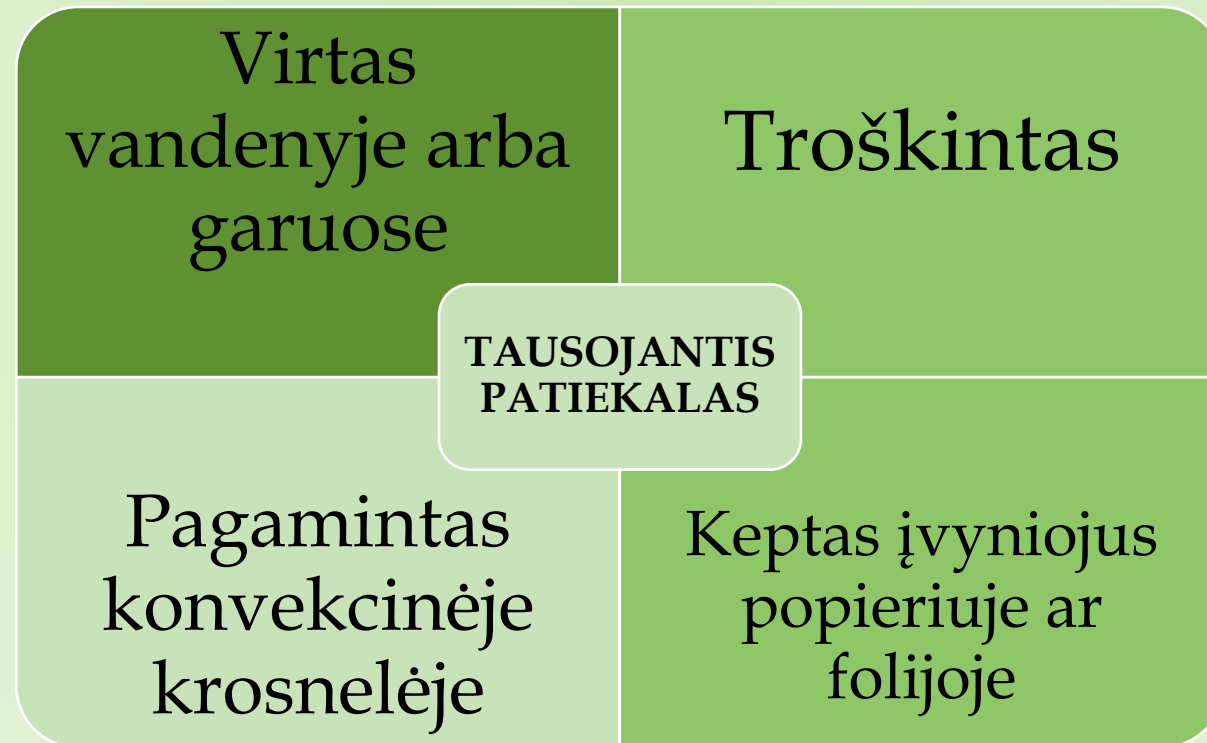 Virtas
vandenyje arba
garuose
Troškintas
TAUSOJANTIS
PATIEKALAS
Pagamintas
konvekcinėje
krosnelėje
Keptas įvyniojus
popieriuje ar
folijoje